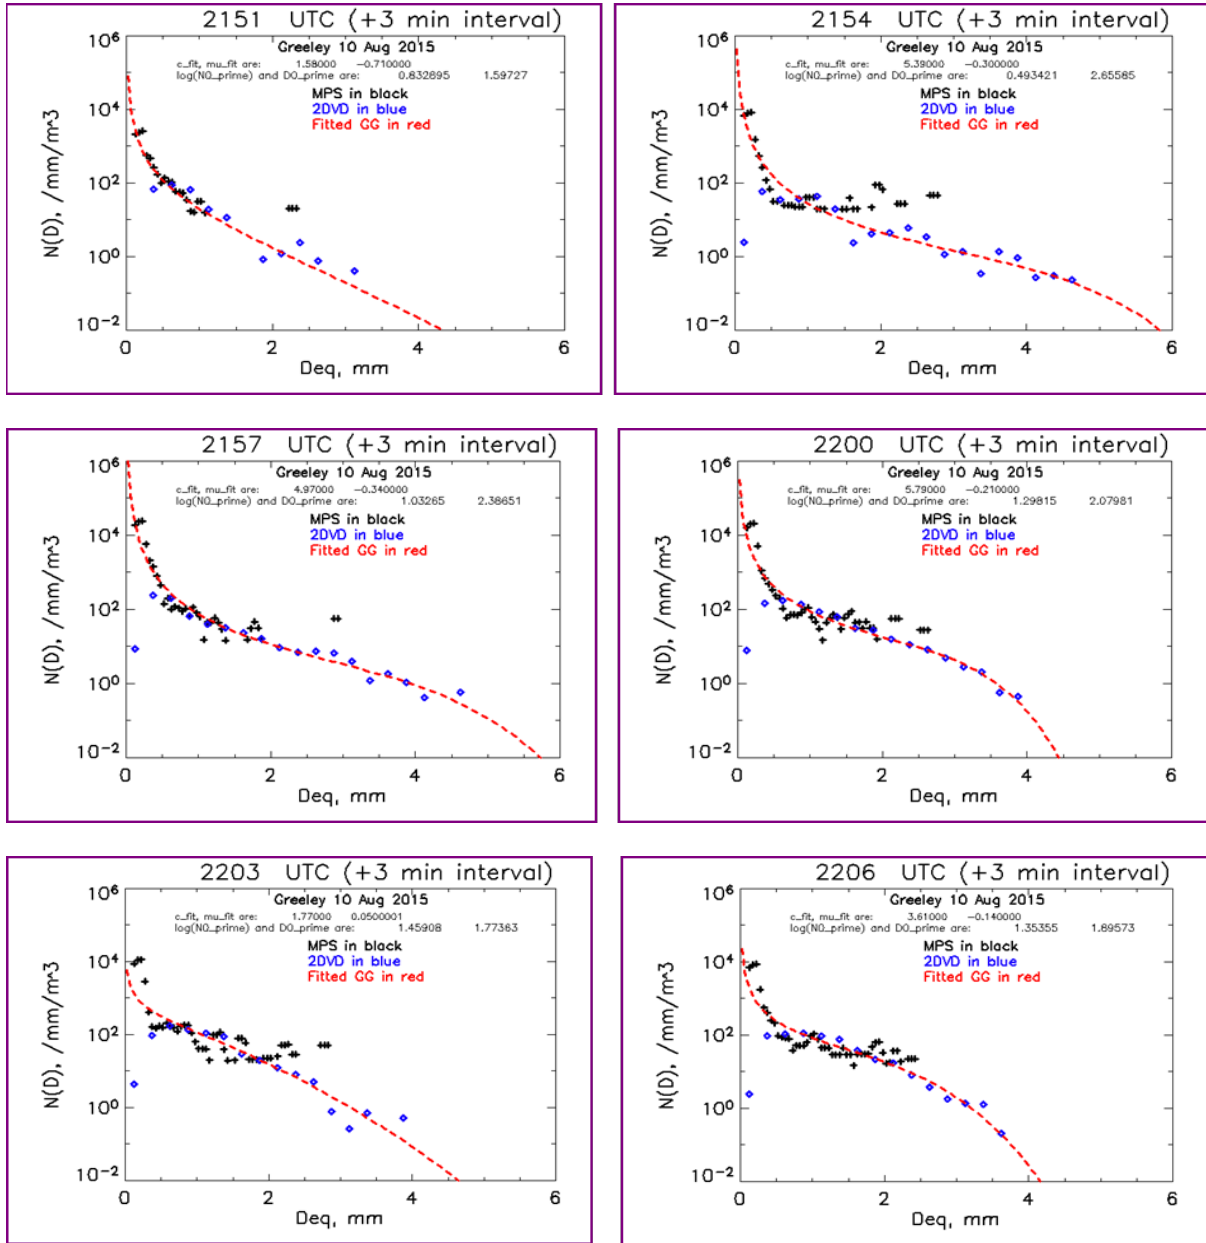 2151 UTC (+3 min interval)
Greeley 10 Aug 2015
c_fit, mu_fit are: 1.58000 -0.710000
log(N0_prime) and D0_prime are: 0.832895 1.59727
MPS in black
2DVD in blue
Fitted GG in red
N(D), /mm/m^3
10^6
10^4
10^2
10^0
10^-2
0 2 4 6
Deq, mm
2154 UTC (+3 min interval)
Greeley 10 Aug 2015
c_fit, mu_fit are: 5.39000 -0.300000
log(N0_prime) and D0_prime are: 0.493421 2.65585
MPS in black
2DVD in blue
Fitted GG in red
N(D), /mm/m^3
10^6
10^4
10^2
10^0
10^-2
0 2 4 6
Deq, mm
2157 UTC (+3 min interval)
Greeley 10 Aug 2015
c_fit, mu_fit are: 4.97000 -0.340000
log(N0_prime) and D0_prime are: 1.03265 2.38651
MPS in black
2DVD in blue
Fitted GG in red
N(D), /mm/m^3
10^6
10^4
10^2
10^0
10^-2
0 2 4 6
Deq, mm
2200 UTC (+3 min interval)
Greeley 10 Aug 2015
c_fit, mu_fit are: 5.79000 -0.210000
log(N0_prime) and D0_prime are: 1.29815 2.07981
MPS in black
2DVD in blue
Fitted GG in red
N(D), /mm/m^3
10^6
10^4
10^2
10^0
10^-2
0 2 4 6
Deq, mm
2203 UTC (+3 min interval)
Greeley 10 Aug 2015
c_fit, mu_fit are: 1.77000 0.0500001
log(N0_prime) and D0_prime are: 1.45908 1.77363
MPS in black
2DVD in blue
Fitted GG in red
N(D), /mm/m^3
10^6
10^4
10^2
10^0
10^-2
0 2 4 6
Deq, mm
2206 UTC (+3 min interval)
Greeley 10 Aug 2015
c_fit, mu_fit are: 3.61000 -0.140000
log(N0_prime) and D0_prime are: 1.35355 1.89573
MPS in black
2DVD in blue
Fitted GG in red
N(D), /mm/m^3
10^6
10^4
10^2
10^0
10^-2
0 2 4 6
Deq, mm